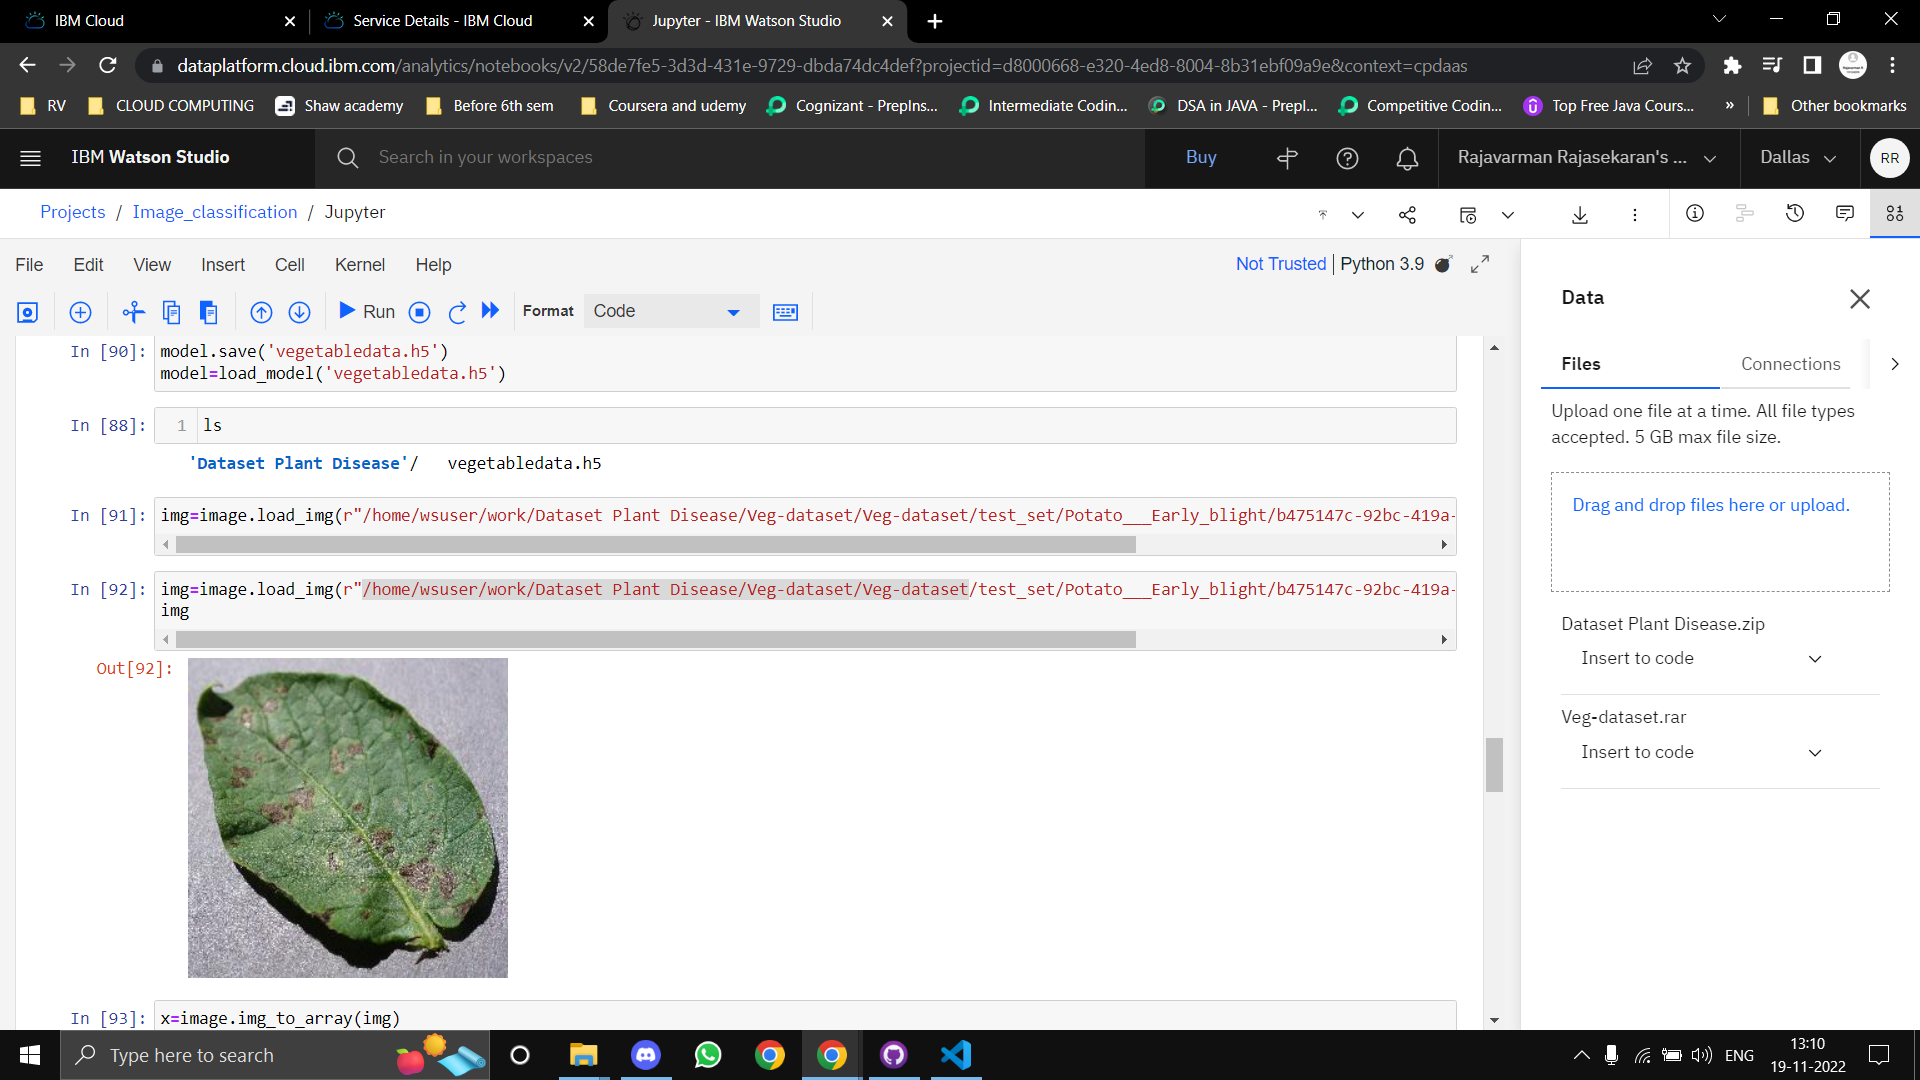 IBM Cloud
Service Details - IBM Cloud
Jupyter - IBM Watson Studio
dataplatform.cloud.ibm.com/analytics/notebooks/v2/58de7fe5-3d3d-431e-9729-dbda74dc4def?projectid=d8000668-e320-4ed8-8004-8b31ebf09a9e&context=cpdaas
RV
CLOUD COMPUTING
Shaw academy
Before 6th sem
Coursera and udemy
Cognizant - PrepIns...
Intermediate Codin...
DSA in JAVA - PrepI...
Competitive Codin...
Top Free Java Cours...
»
Other bookmarks
IBM Watson Studio
Search in your workspaces
Buy
Rajavarman Rajasekaran's ...
Dallas
RR
Projects / Image_classification / Jupyter
File Edit View Insert Cell Kernel Help
Not Trusted | Python 3.9
Run
Format
Code
In [90]: model.save('vegetabledata.h5')
model=load_model('vegetabledata.h5')
In [88]: 1 ls
'Dataset Plant Disease'/ vegetabledata.h5
In [91]: img=image.load_img(r"/home/wsuser/work/Dataset Plant Disease/Veg-dataset/Veg-dataset/test_set/Potato___Early_blight/b475147c-92bc-419a-
In [92]: img=image.load_img(r"/home/wsuser/work/Dataset Plant Disease/Veg-dataset/Veg-dataset/test_set/Potato___Early_blight/b475147c-92bc-419a-
img
Out[92]:
In [93]: x=image.img_to_array(img)
Data
Files
Connections
Upload one file at a time. All file types
accepted. 5 GB max file size.
Drag and drop files here or upload.
Dataset Plant Disease.zip
Insert to code
Veg-dataset.rar
Insert to code
Type here to search
ENG
13:10
19-11-2022